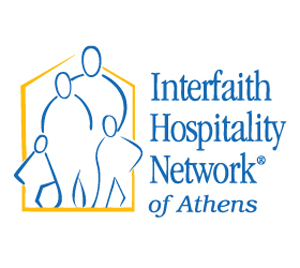 Interfaith
Hospitality
Network®
of Athens